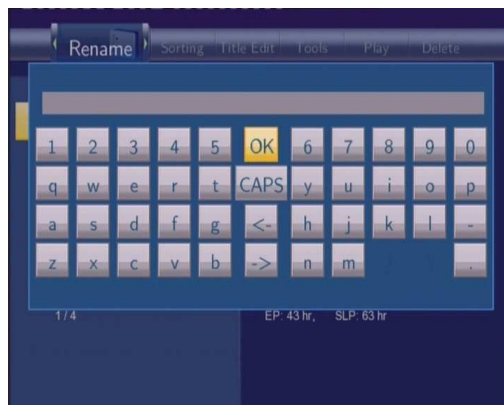 Rename Sorting Title Edit Tools Play Delete
1 2 3 4 5 OK 6 7 8 9 0
q w e r t CAPS y u i o p
a s d f g <- h j k l -
z x c v b -> n m .
1/4 EP: 43 hr, SLP: 63 hr